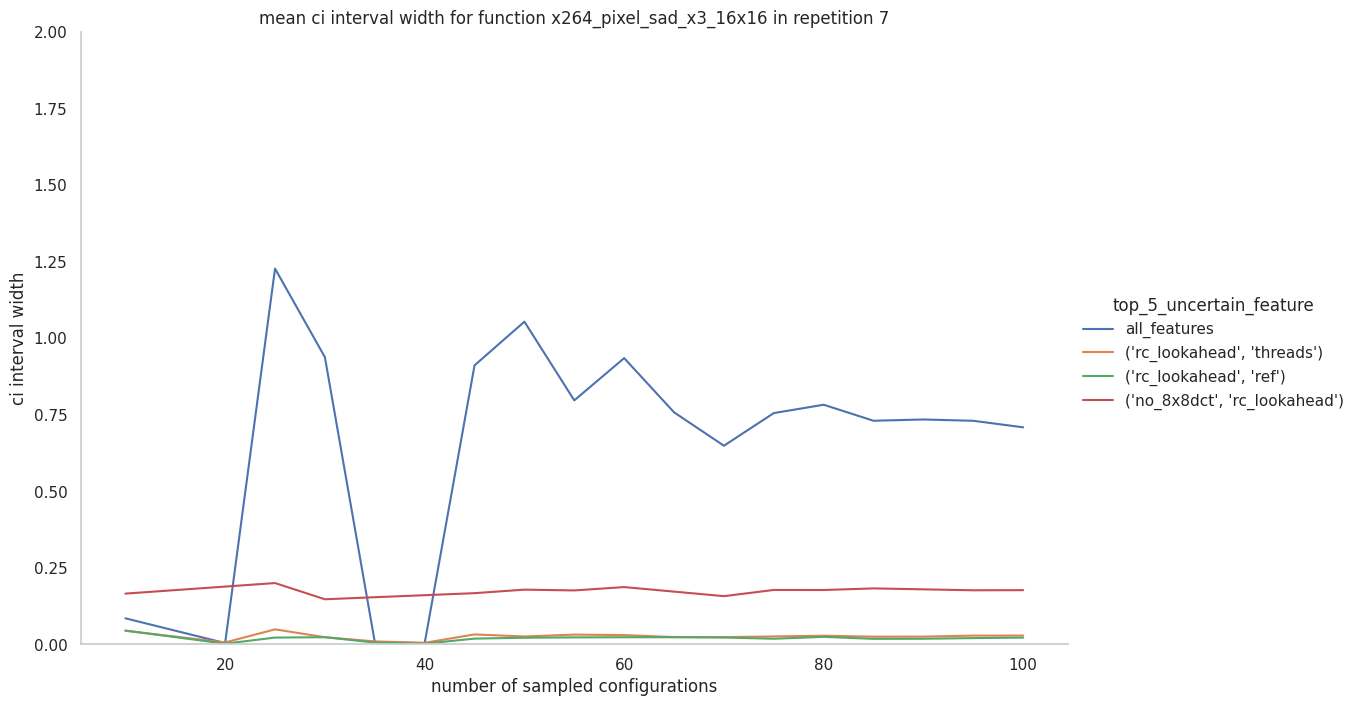 mean ci interval width for function x264_pixel_sad_x3_16x16 in repetition 7
2.00
1.75
1.50
1.25
1.00
0.75
0.50
0.25
0.00
ci interval width
20
40
60
80
100
number of sampled configurations
top_5_uncertain_feature
all_features
('rc_lookahead', 'threads')
('rc_lookahead', 'ref')
('no_8x8dct', 'rc_lookahead')